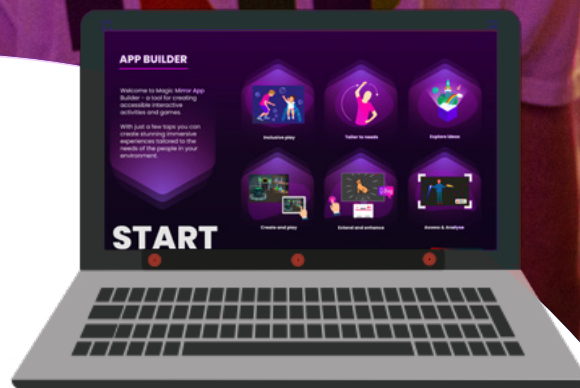 APP BUILDER
Welcome to Magic Mirror App
Builder - a tool for creating
accessible interactive
activities and games.
With just a few taps you can
create stunning immersive
experiences tailored to the
needs of the people in your
environment.
Inclusive play
Tailor to needs
Explore ideas
Create and play
Extend and enhance
Assess & Analyse
START